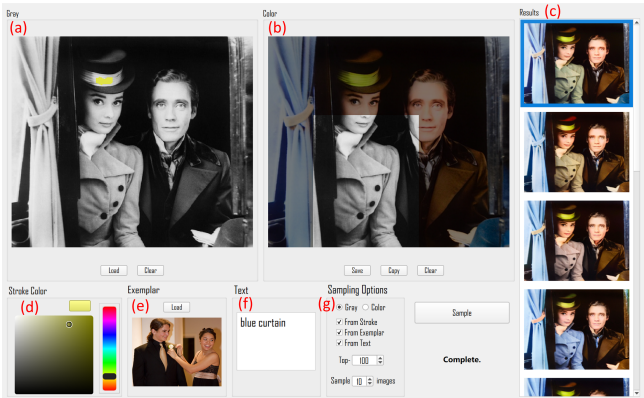 Gray
(a)
Color
(b)
Results
(c)
Load Clear
Save Copy Clear
Stroke Color
(d)
Exemplar
(e)
Load
Text
(f)
blue curtain
Sampling Options
(g)
Gray Color
From Stroke
From Exemplar
From Text
Top- 100
Sample 10 images
Sample
Complete.